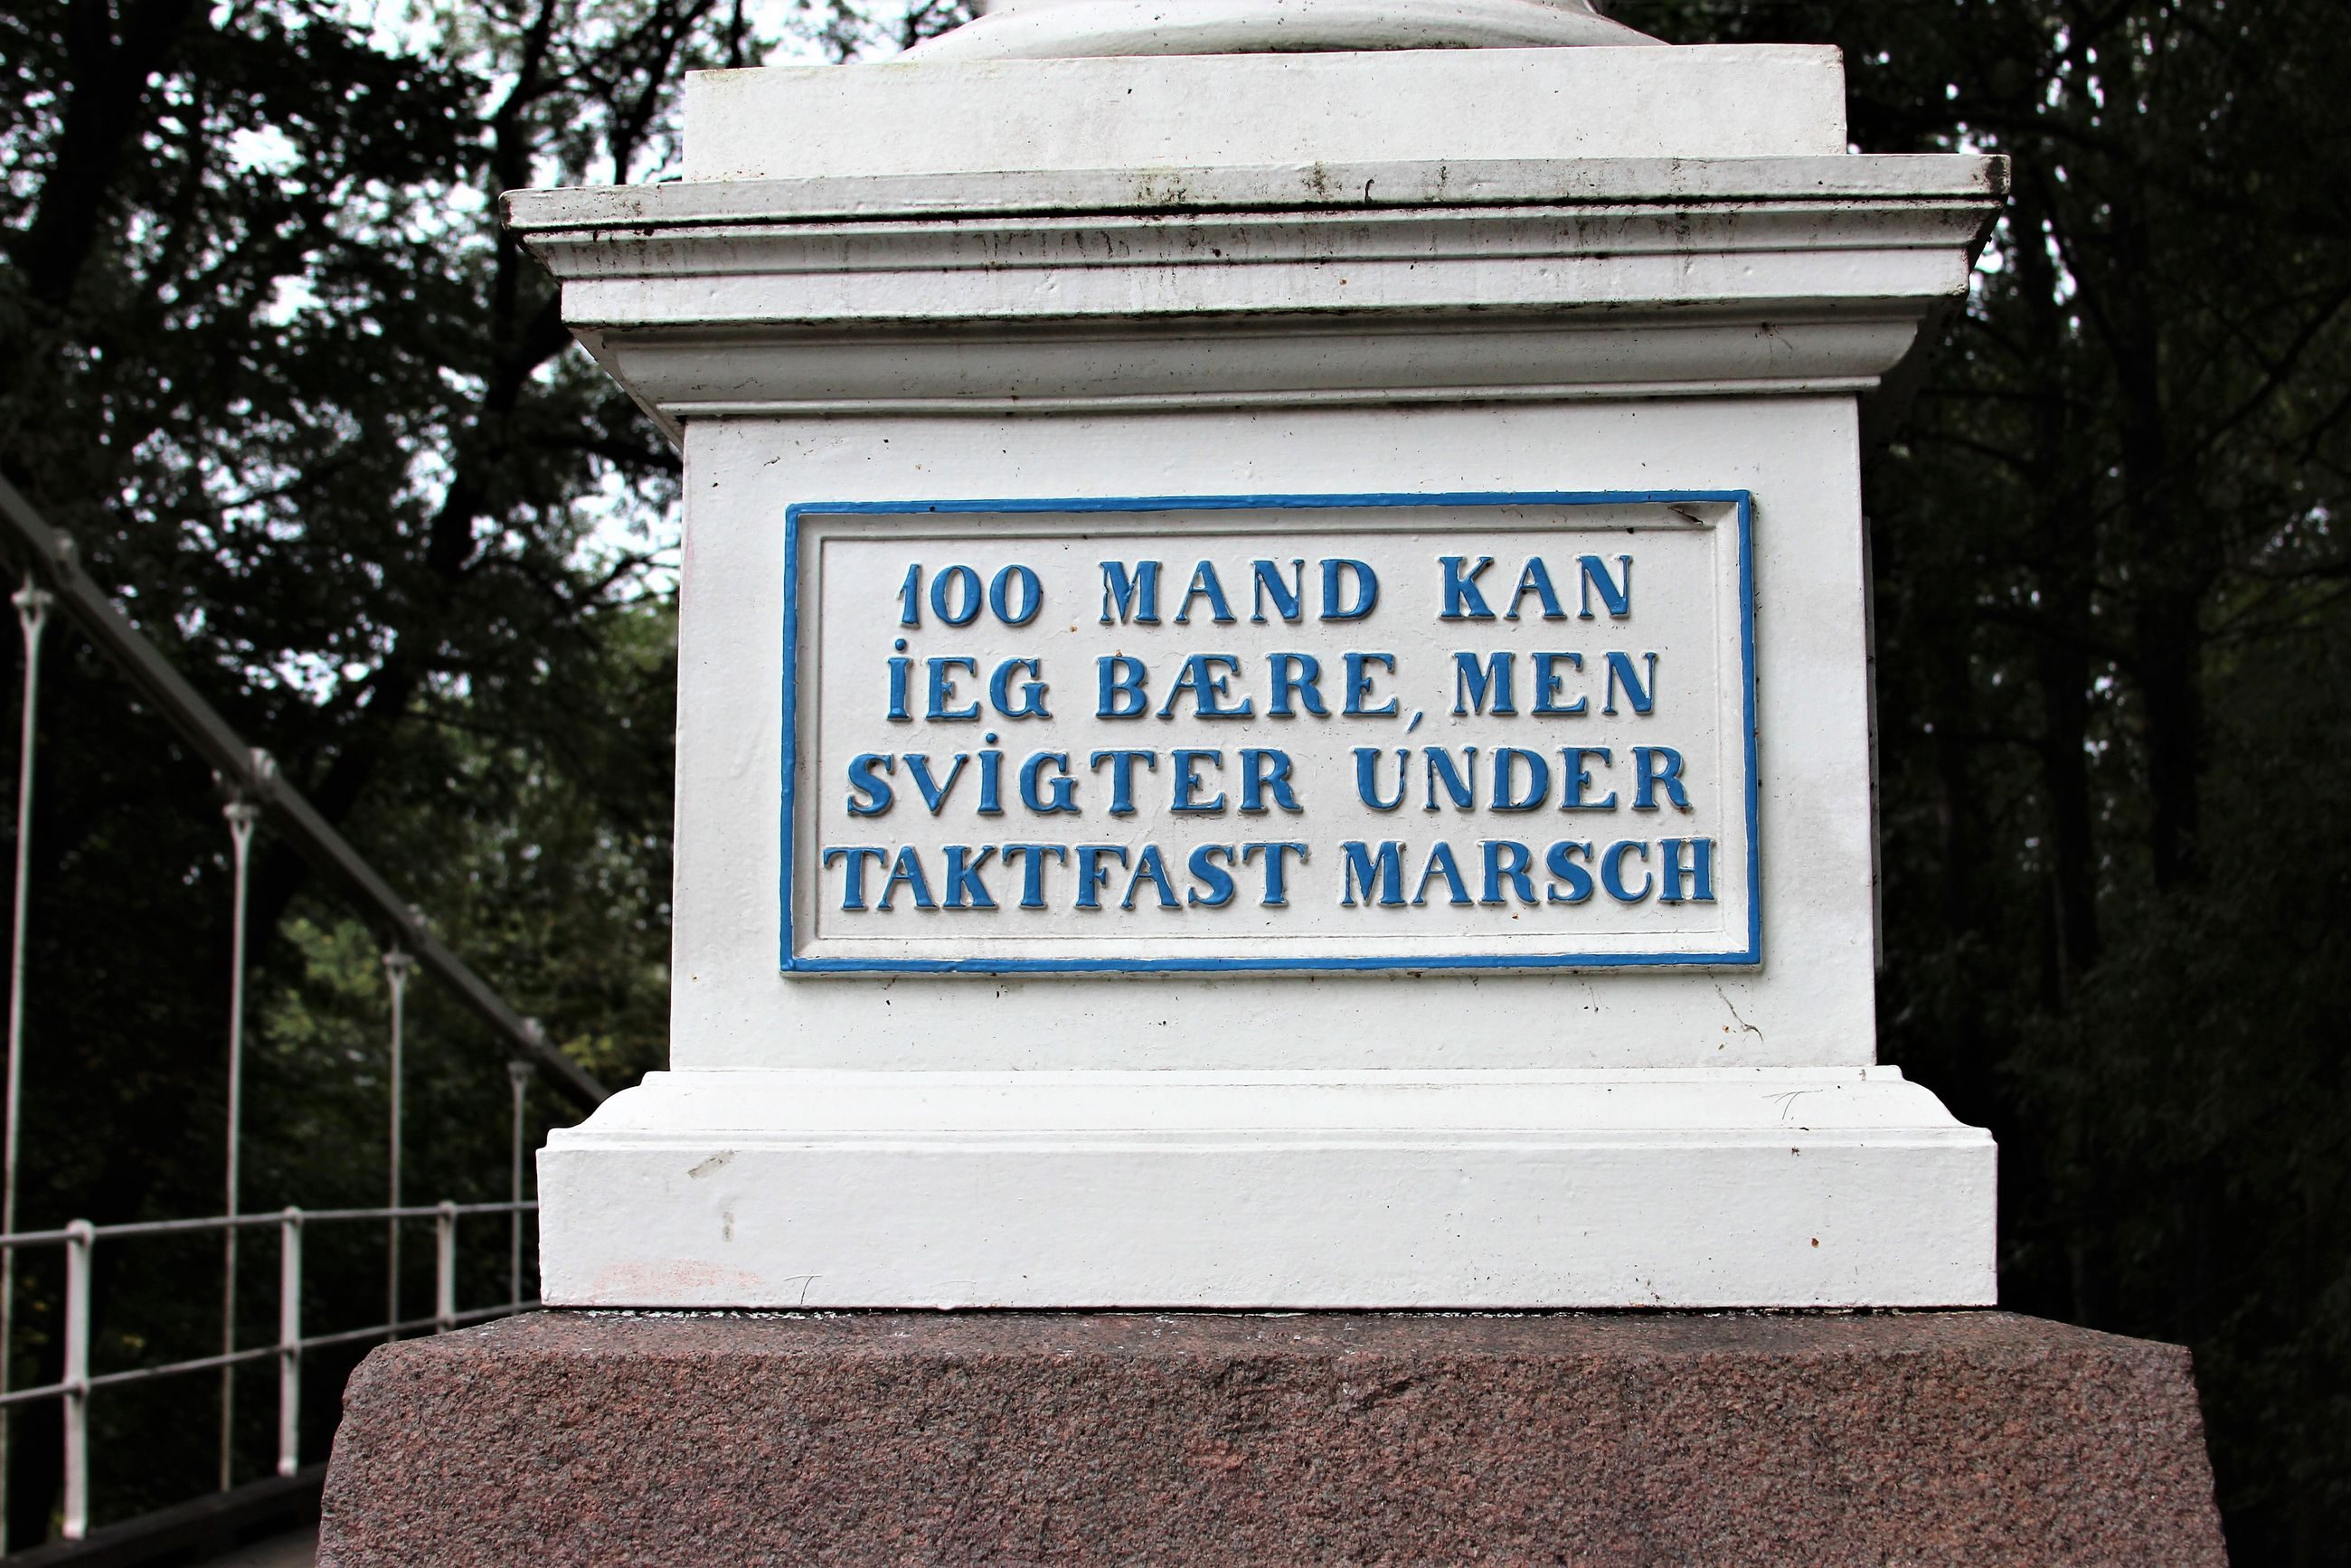 100 MAND KAN
iEG BÆRE, MEN
SViGTER UNDER
TAKTFAST MARSCH